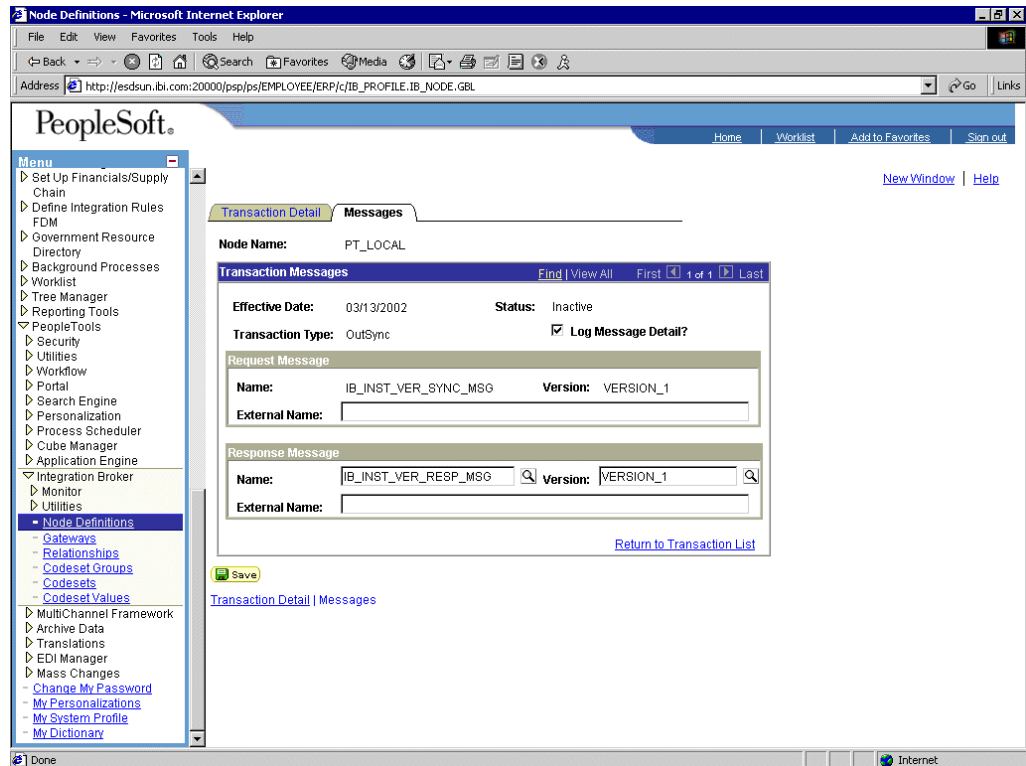 Node Definitions - Microsoft Internet Explorer
File Edit View Favorites Tools Help
Back Search Favorites Media
Address http://esdsun.ibi.com:20000/psp/ps/EMPLOYEE/ERP/c/IB_PROFILE.IB_NODE.GBL Go Links
PeopleSoft®
Home Worklist Add to Favorites Sign out
Menu
Set Up Financials/Supply
Chain
Define Integration Rules
FDM
Government Resource
Directory
Background Processes
Worklist
Tree Manager
Reporting Tools
PeopleTools
Security
Utilities
Workflow
Portal
Search Engine
Personalization
Process Scheduler
Cube Manager
Application Engine
Integration Broker
Monitor
Utilities
Node Definitions
Gateways
Relationships
Codeset Groups
Codesets
Codeset Values
MultiChannel Framework
Archive Data
Translations
EDI Manager
Mass Changes
Change My Password
My Personalizations
My System Profile
My Dictionary
New Window | Help
Transaction Detail Messages
Node Name: PT_LOCAL
Transaction Messages Find | View All First 1 of 1 Last
Effective Date: 03/13/2002 Status: Inactive
Transaction Type: OutSync Log Message Detail?
Request Message
Name: IB_INST_VER_SYNC_MSG Version: VERSION_1
External Name:
Response Message
Name: IB_INST_VER_RESP_MSG Version: VERSION_1
External Name:
Return to Transaction List
Save
Transaction Detail | Messages
Done Internet